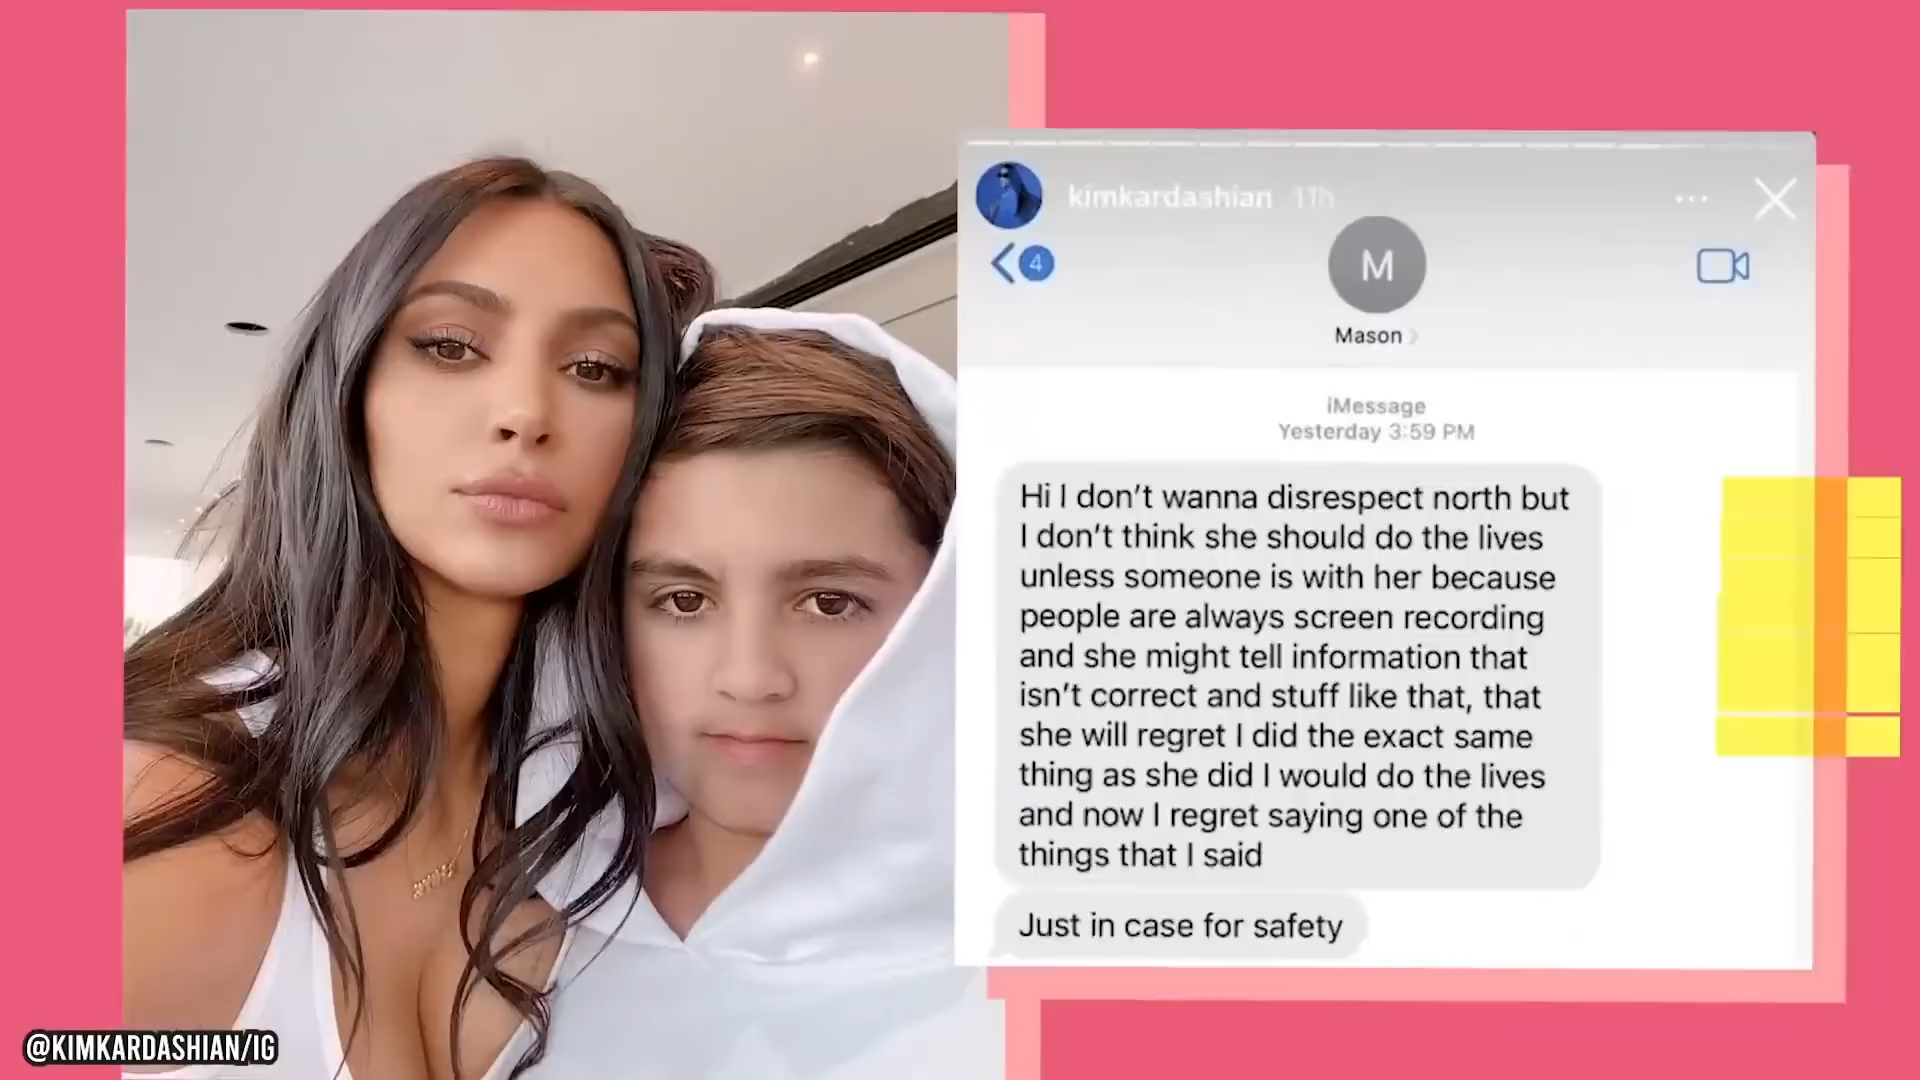 kimkardashian 11h
4
M
Mason
iMessage
Yesterday 3:59 PM
Hi I don't wanna disrespect north but
I don't think she should do the lives
unless someone is with her because
people are always screen recording
and she might tell information that
isn't correct and stuff like that, that
she will regret I did the exact same
thing as she did I would do the lives
and now I regret saying one of the
things that I said
Just in case for safety
@KIMKARDASHIAN/IG